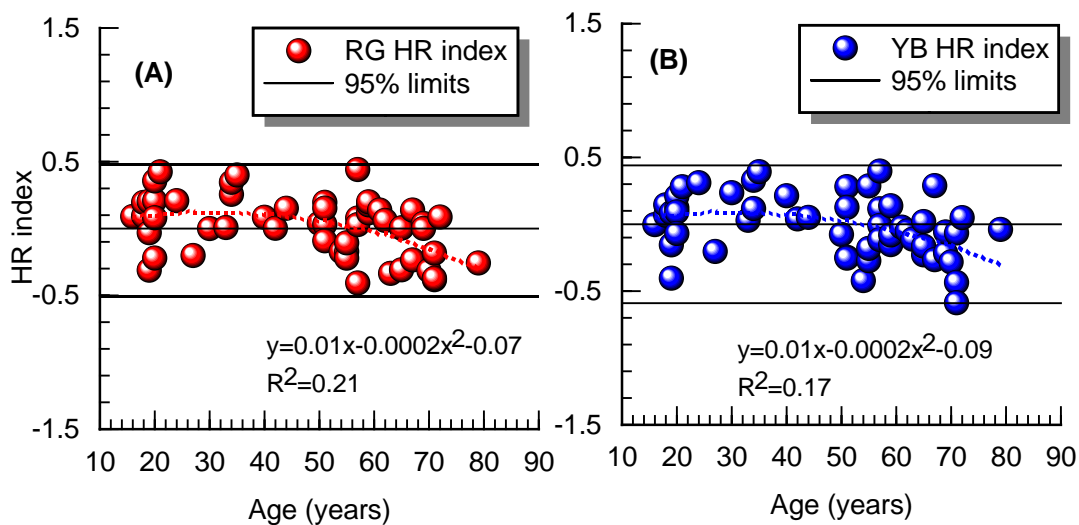 (A)
RG HR index
95% limits
HR index
1.5
0.5
-0.5
-1.5
y=0.01x-0.0002x²-0.07
R²=0.21
10 20 30 40 50 60 70 80 90
Age (years)
(B)
YB HR index
95% limits
1.5
0.5
-0.5
-1.5
y=0.01x-0.0002x²-0.09
R²=0.17
10 20 30 40 50 60 70 80 90
Age (years)